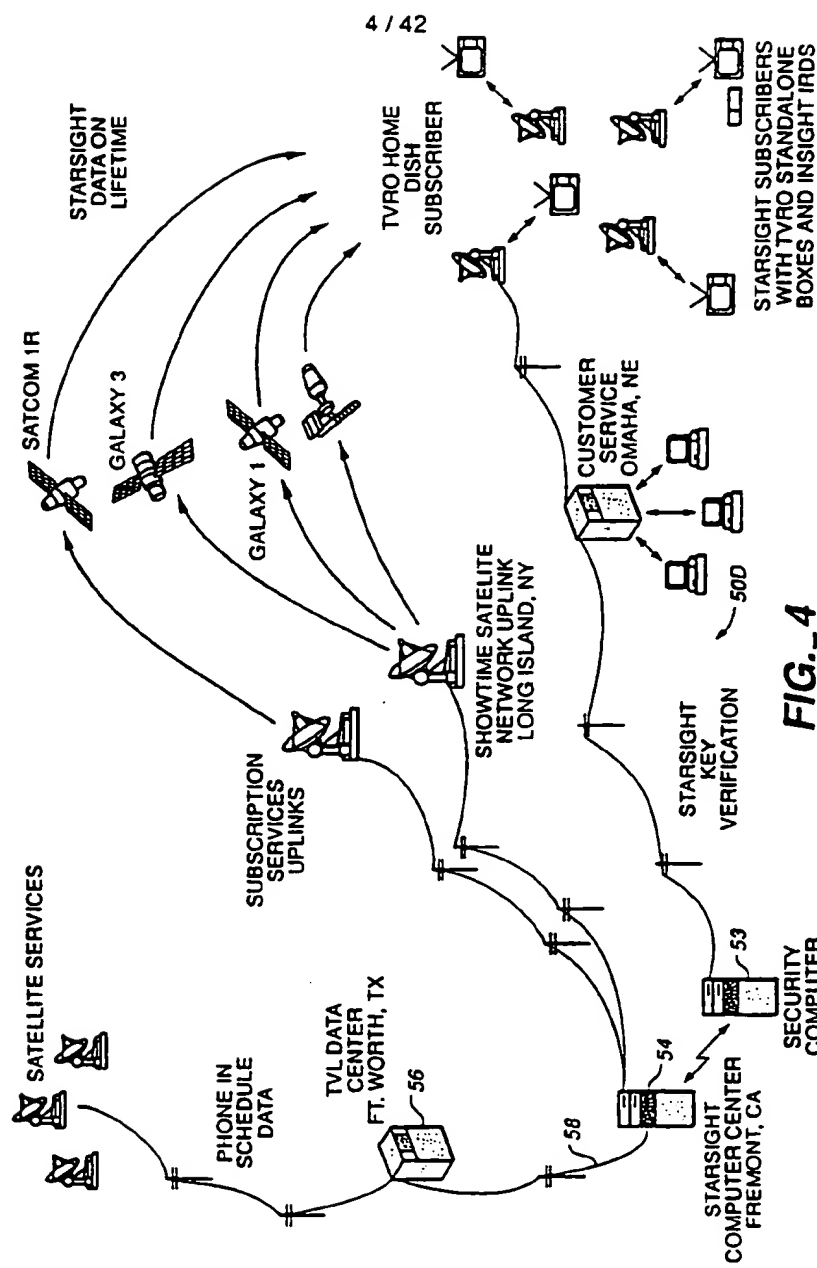 4 / 42
SATELLITE SERVICES
PHONE IN
SCHEDULE
DATA
TVL DATA
CENTER
FT. WORTH, TX
56
58
54
STARSIGHT
COMPUTER CENTER
FREMONT, CA
53
SECURITY
COMPUTER
SUBSCRIPTION
SERVICES
UPLINKS
SHOWTIME SATELITE
NETWORK UPLINK
LONG ISLAND, NY
STARSIGHT
KEY
VERIFICATION
50D
SATCOM 1R
GALAXY 3
GALAXY 1
STARSIGHT
DATA ON
LIFETIME
TVRO HOME
DISH
SUBSCRIBER
CUSTOMER
SERVICE
OMAHA, NE
STARSIGHT SUBSCRIBERS
WITH TVRO STANDALONE
BOXES AND INSIGHT IRDS
FIG._4